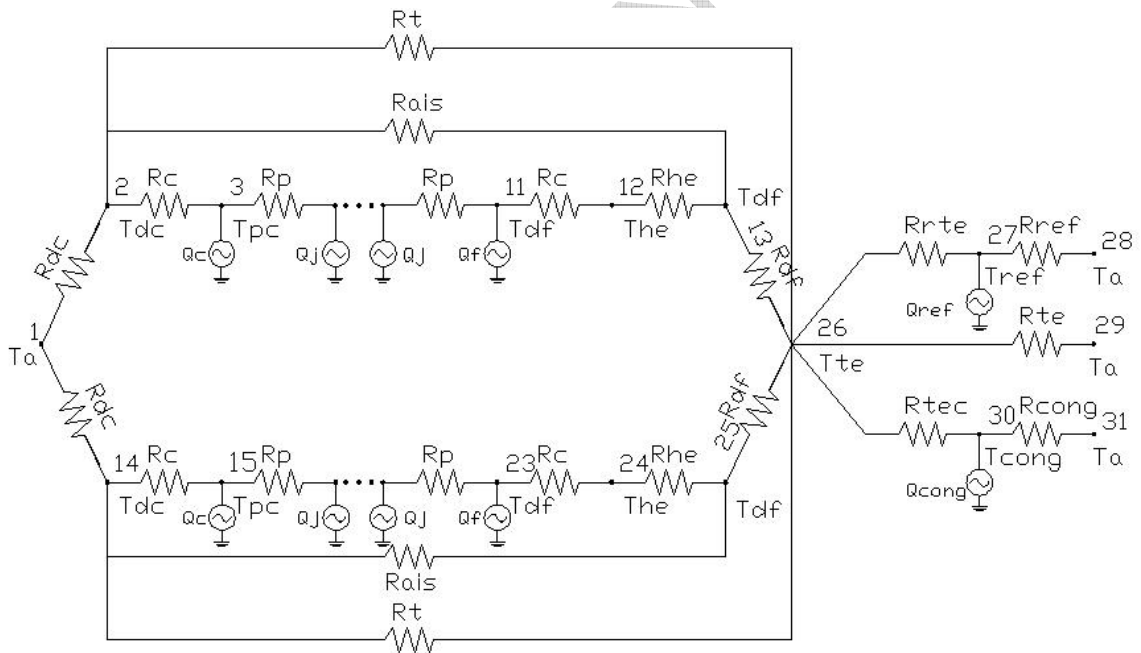 Rt
Rais
2 Rc 3 Rp Rp 11 Rc 12 Rhe Tdf
Tdc Tpc Tdf The
Qc Qj QJ Qf
Rdc
13 Rdf
Rrte 27 Rref 28
Tref Ta
Qref
1
Ta
26
Tte
Rte 29
Ta
Rdc
25 Rdf
Rtec 30 Rcong 31
Tcong Ta
Qcong
14 Rc 15 Rp Rp 23 Rc 24 Rhe
Tdc Tpc Tdf The Tdf
Qc Qj QJ Qf
Rais
Rt